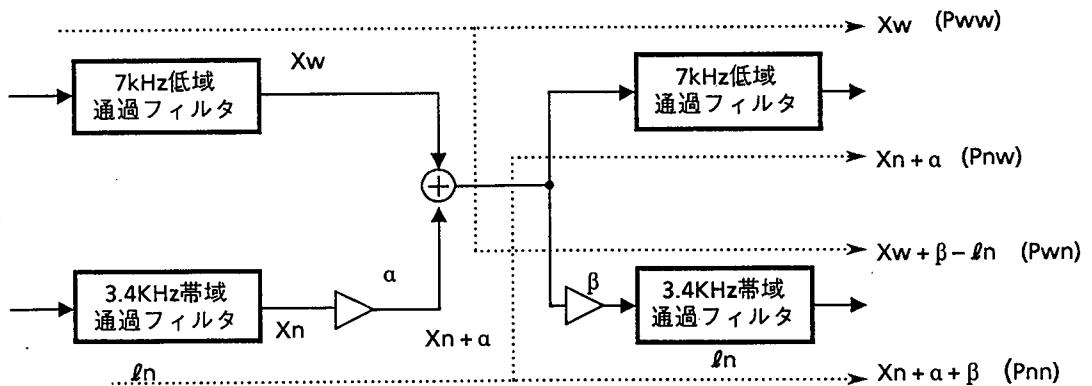 Xw (Pww)
Xw
7kHz低域
通過フィルタ
7kHz低域
通過フィルタ
Xn+α (Pnw)
+
Xw+β−ℓn (Pwn)
α
β
3.4KHz帯域
通過フィルタ
Xn
Xn+α
3.4KHz帯域
通過フィルタ
ℓn
ℓn
Xn+α+β (Pnn)